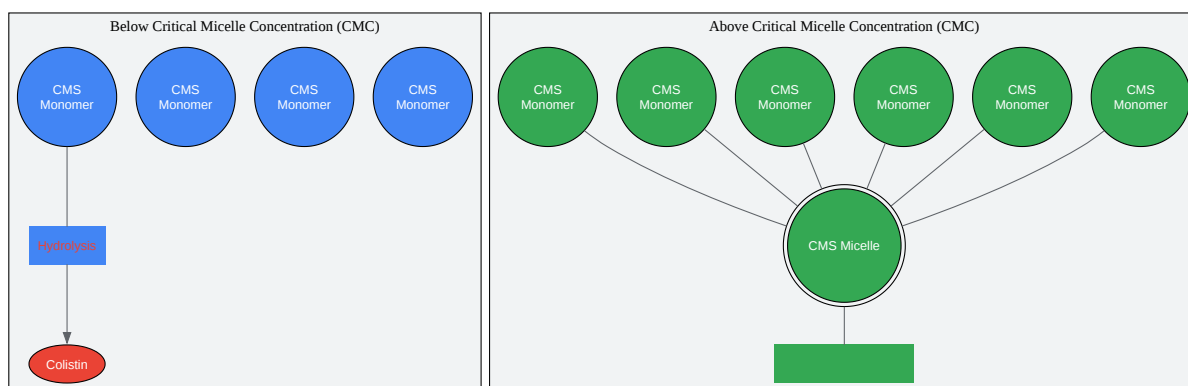 Below Critical Micelle Concentration (CMC)
CMS
Monomer
CMS
Monomer
CMS
Monomer
CMS
Monomer
Hydrolysis
Colistin
Above Critical Micelle Concentration (CMC)
CMS
Monomer
CMS
Monomer
CMS
Monomer
CMS
Monomer
CMS
Monomer
CMS
Monomer
CMS Micelle